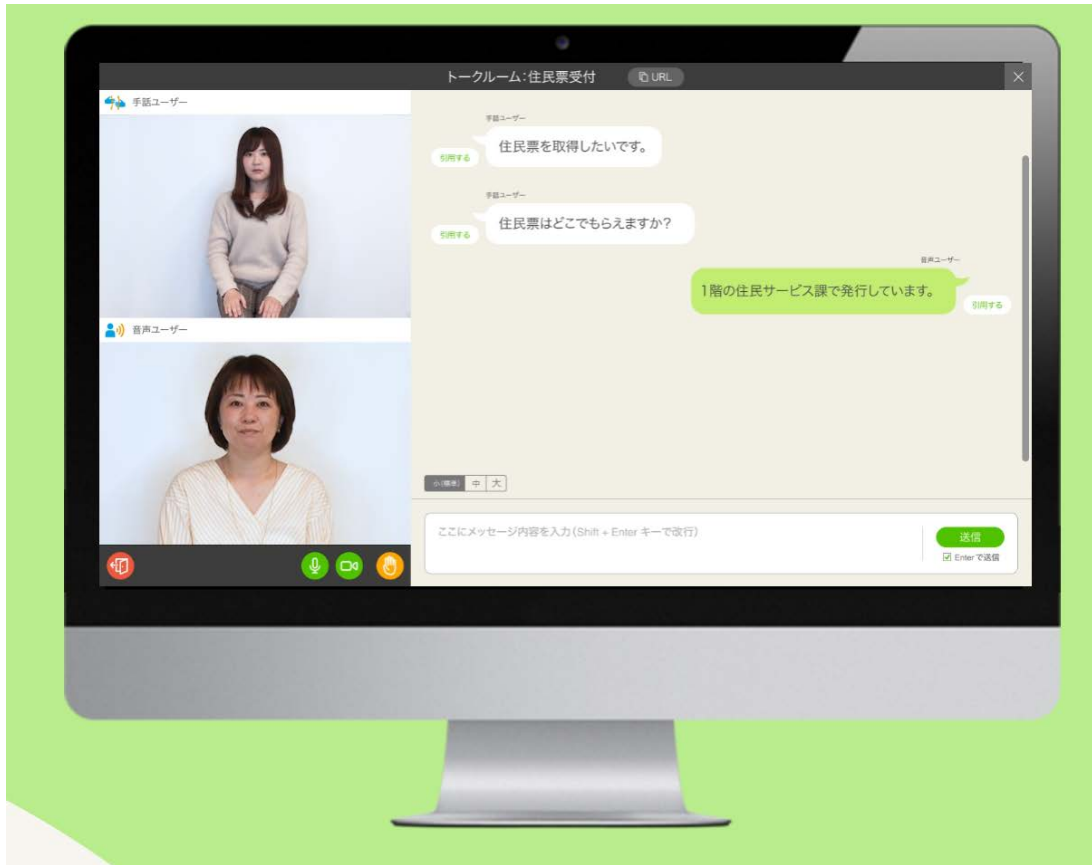 トークルーム:住民票受付
URL
手話ユーザー
手話ユーザー
住民票を取得したいです。
引用する
手話ユーザー
住民票はどこでもらえますか?
引用する
音声ユーザー
1階の住民サービス課で発行しています。
引用する
音声ユーザー
小(標準) 中 大
ここにメッセージ内容を入力(Shift + Enter キーで改行)
送信
Enter で送信